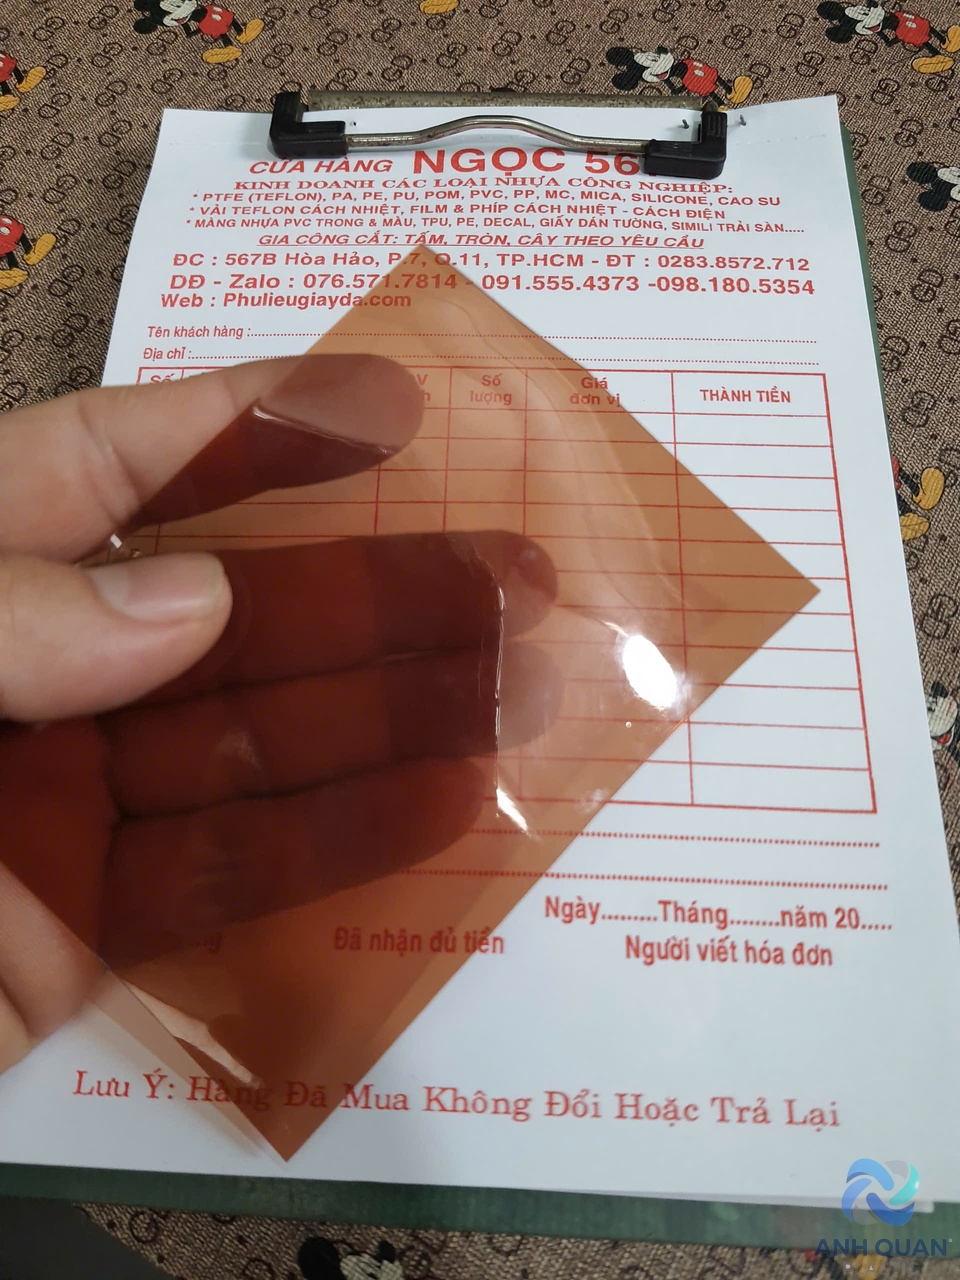 CỬA HÀNG NGỌC 56
KINH DOANH CÁC LOẠI NHỰA CÔNG NGHIỆP:
* PTFE (TEFLON), PA, PE, PU, POM, PVC, PP, MC, MICA, SILICONE, CAO SU
* VẢI TEFLON CÁCH NHIỆT, FILM & PHÍP CÁCH NHIỆT - CÁCH ĐIỆN
* MÀNG NHỰA PVC TRONG & MÀU, TPU, PE, DECAL, GIẤY DÁN TƯỜNG, SIMILI TRẢI SÀN.....
GIA CÔNG CẮT: TẤM, TRÒN, CÂY THEO YÊU CẦU
ĐC : 567B Hòa Hảo, P.7, Q.11, TP.HCM - ĐT : 0283.8572.712
DĐ - Zalo : 076.571.7814 - 091.555.4373 -098.180.5354
Web : Phulieugiayda.com
Tên khách hàng :
Địa chỉ :
Số Số lượng Giá đơn vị THÀNH TIỀN
Ngày.........Tháng........năm 20.....
Đã nhận đủ tiền Người viết hóa đơn
Lưu Ý: Hàng Đã Mua Không Đổi Hoặc Trả Lại
ANH QUAN